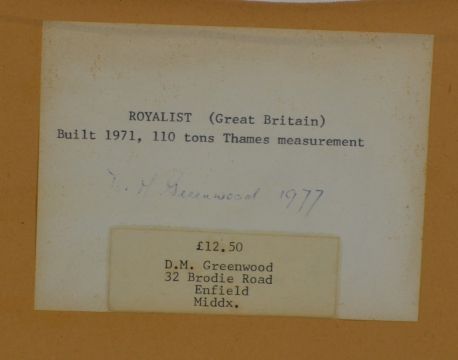 ROYALIST (Great Britain)
Built 1971, 110 tons Thames measurement
D. M Greenwood 1977
£12.50
D.M. Greenwood
32 Brodie Road
Enfield
Middx.